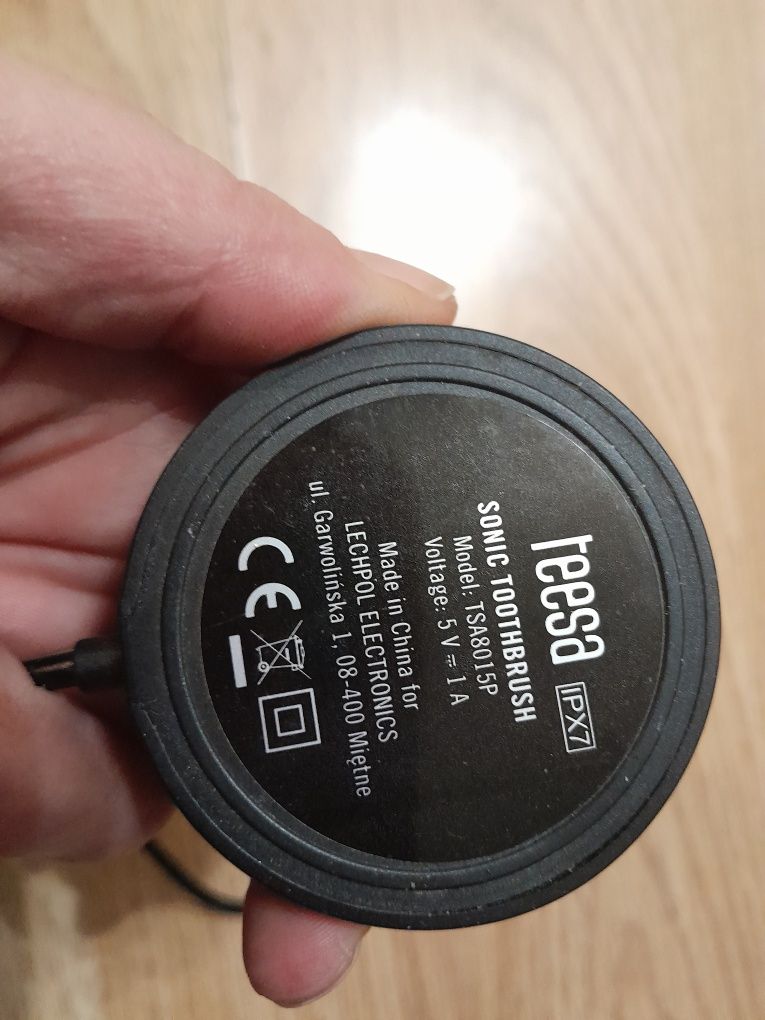 teesa IPX7
SONIC TOOTHBRUSH
Model: TSA8015P
Voltage: 5 V ⎓ 1 A
Made in China for
LECHPOL ELECTRONICS
ul. Garwolińska 1, 08-400 Miętne
CE